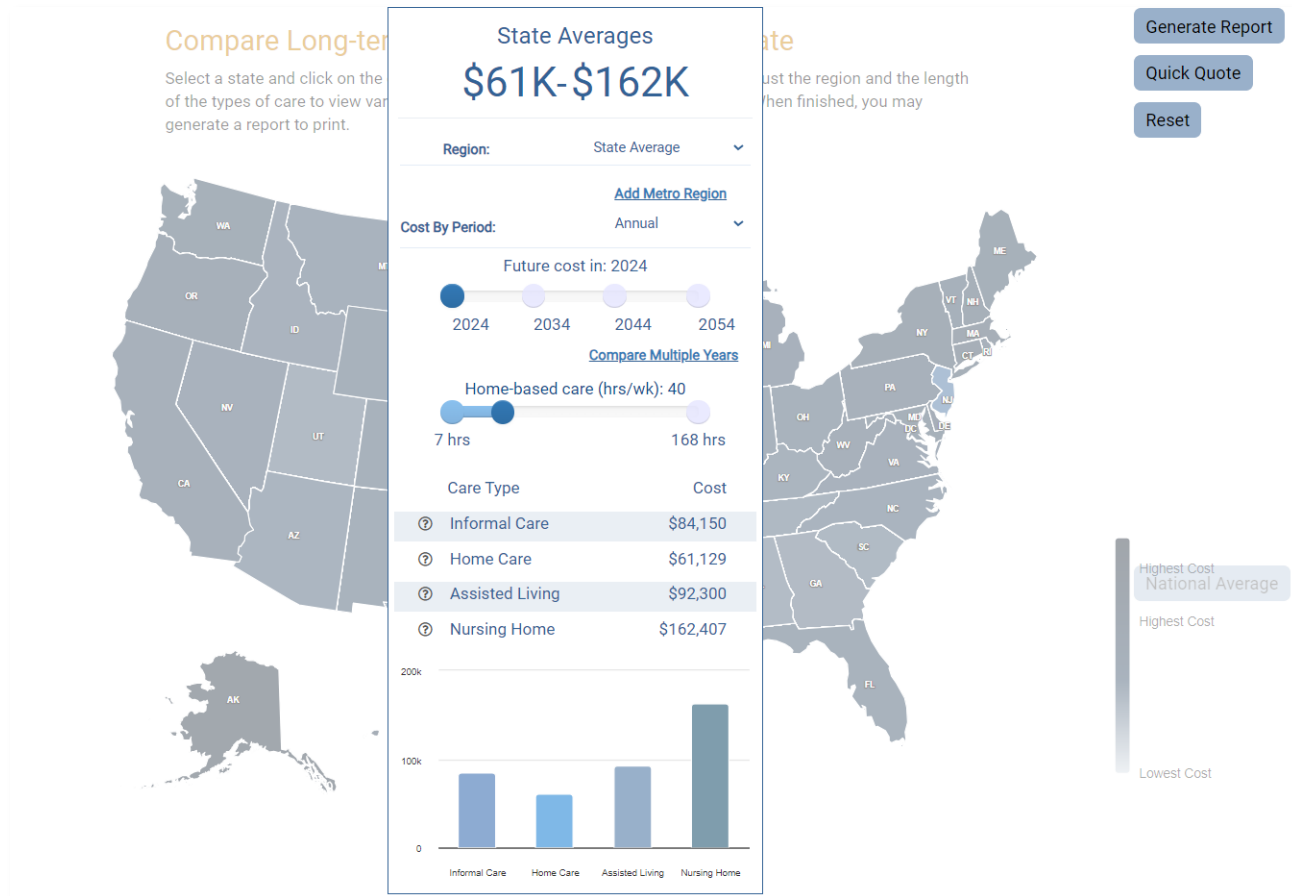 Compare Long-ter
ate
Select a state and click on the
ust the region and the length
of the types of care to view var
hen finished, you may
generate a report to print.
Generate Report
Quick Quote
Reset
State Averages
$61K-$162K
Region:
State Average
Add Metro Region
Cost By Period:
Annual
Future cost in: 2024
2024 2034 2044 2054
Compare Multiple Years
Home-based care (hrs/wk): 40
7 hrs 168 hrs
Care Type Cost
? Informal Care $84,150
? Home Care $61,129
? Assisted Living $92,300
? Nursing Home $162,407
200k
100k
0
Informal Care Home Care Assisted Living Nursing Home
WA
OR
ID
NV
UT
CA
AZ
AK
ME
VT
NH
NY
MA
CT
RI
MI
PA
NJ
OH
MD
DC
DE
WV
VA
KY
NC
SC
GA
FL
Highest Cost
National Average
Highest Cost
Lowest Cost